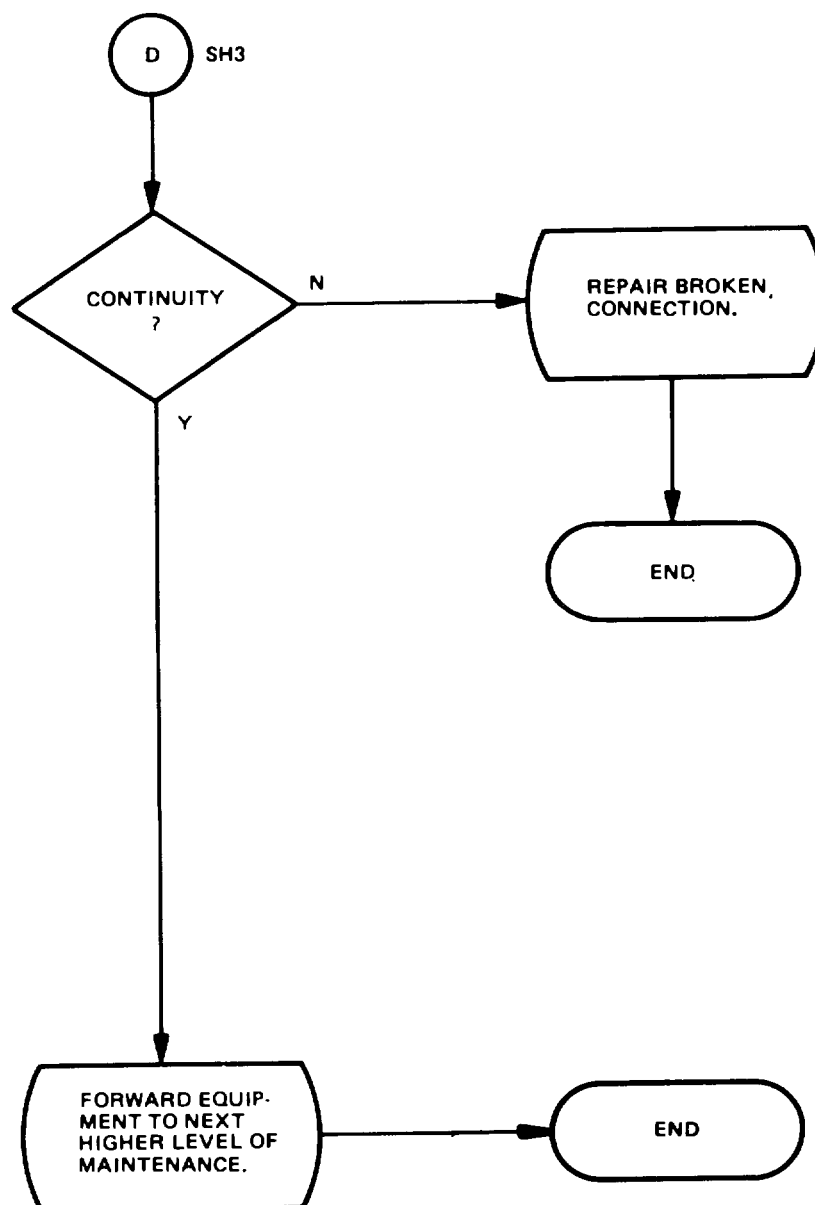 D SH3
CONTINUITY
?
N
REPAIR BROKEN
CONNECTION.
Y
END
FORWARD EQUIP-
MENT TO NEXT
HIGHER LEVEL OF
MAINTENANCE.
END